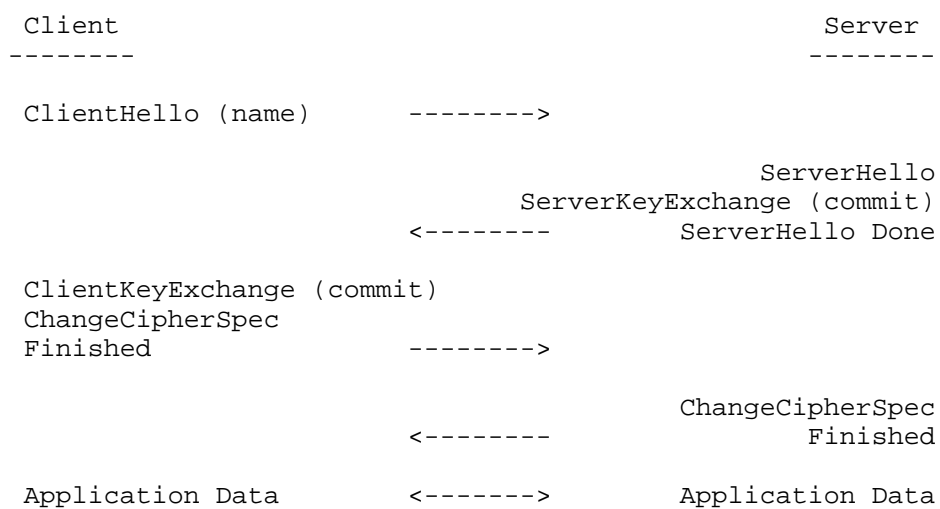 Client Server
-------- --------
ClientHello (name) -------->
ServerHello
ServerKeyExchange (commit)
<-------- ServerHello Done
ClientKeyExchange (commit)
ChangeCipherSpec
Finished -------->
ChangeCipherSpec
<-------- Finished
Application Data <-------> Application Data